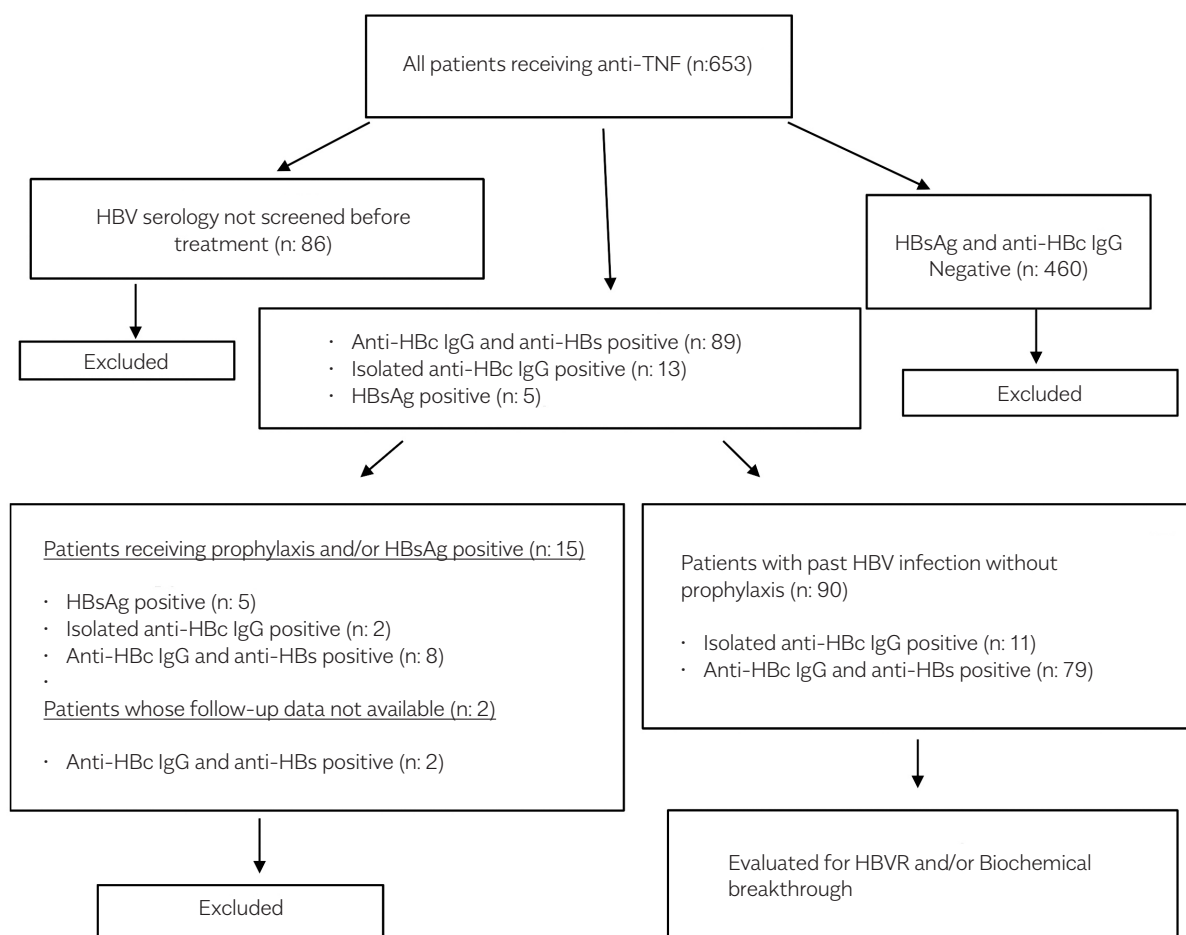 All patients receiving anti-TNF (n:653)
HBV serology not screened before
treatment (n: 86)
HBsAg and anti-HBc IgG
Negative (n: 460)
Excluded
· Anti-HBc IgG and anti-HBs positive (n: 89)
· Isolated anti-HBc IgG positive (n: 13)
· HBsAg positive (n: 5)
Excluded
Patients receiving prophylaxis and/or HBsAg positive (n: 15)
· HBsAg positive (n: 5)
· Isolated anti-HBc IgG positive (n: 2)
· Anti-HBc IgG and anti-HBs positive (n: 8)
·
Patients whose follow-up data not available (n: 2)
· Anti-HBc IgG and anti-HBs positive (n: 2)
Patients with past HBV infection without
prophylaxis (n: 90)
· Isolated anti-HBc IgG positive (n: 11)
· Anti-HBc IgG and anti-HBs positive (n: 79)
Excluded
Evaluated for HBVR and/or Biochemical
breakthrough